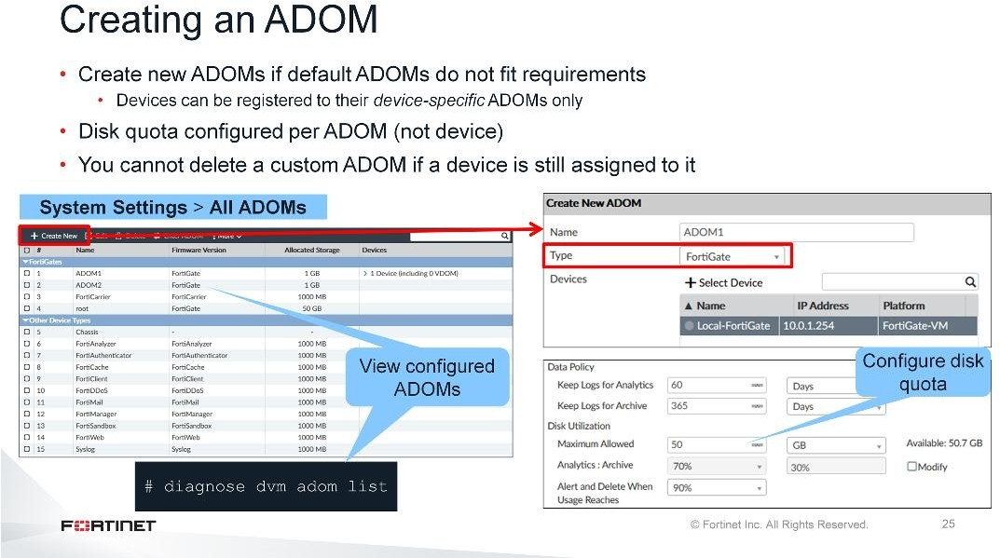 Creating an ADOM
• Create new ADOMs if default ADOMs do not fit requirements
• Devices can be registered to their device-specific ADOMs only
• Disk quota configured per ADOM (not device)
• You cannot delete a custom ADOM if a device is still assigned to it
System Settings > All ADOMs
+ Create New Edit Delete Enter ADOM More
# Name Firmware Version Allocated Storage Devices
FortiGates
1 ADOM1 FortiGate 1 GB > 1 Device (including 0 VDOM)
2 ADOM2 FortiGate 1 GB
3 FortiCarrier FortiCarrier 1000 MB
4 root FortiGate 50 GB
Other Device Types
5 Chassis - -
6 FortiAnalyzer FortiAnalyzer 1000 MB
7 FortiAuthenticator FortiAuthenticator 1000 MB
8 FortiCache FortiCache 1000 MB
9 FortiClient FortiClient 1000 MB
10 FortiDDoS FortiDDoS 1000 MB
11 FortiMail FortiMail 1000 MB
12 FortiManager FortiManager 1000 MB
13 FortiSandbox FortiSandbox 1000 MB
14 FortiWeb FortiWeb 1000 MB
15 Syslog Syslog 1000 MB
View configured
ADOMs
# diagnose dvm adom list
Create New ADOM
Name ADOM1
Type FortiGate
Devices + Select Device
▲ Name IP Address Platform
Local-FortiGate 10.0.1.254 FortiGate-VM
Data Policy
Keep Logs for Analytics 60 Days
Keep Logs for Archive 365 Days
Disk Utilization
Maximum Allowed 50 GB Available: 50.7 GB
Analytics : Archive 70% 30% Modify
Alert and Delete When
Usage Reaches 90%
Configure disk
quota
FORTINET
© Fortinet Inc. All Rights Reserved.
25